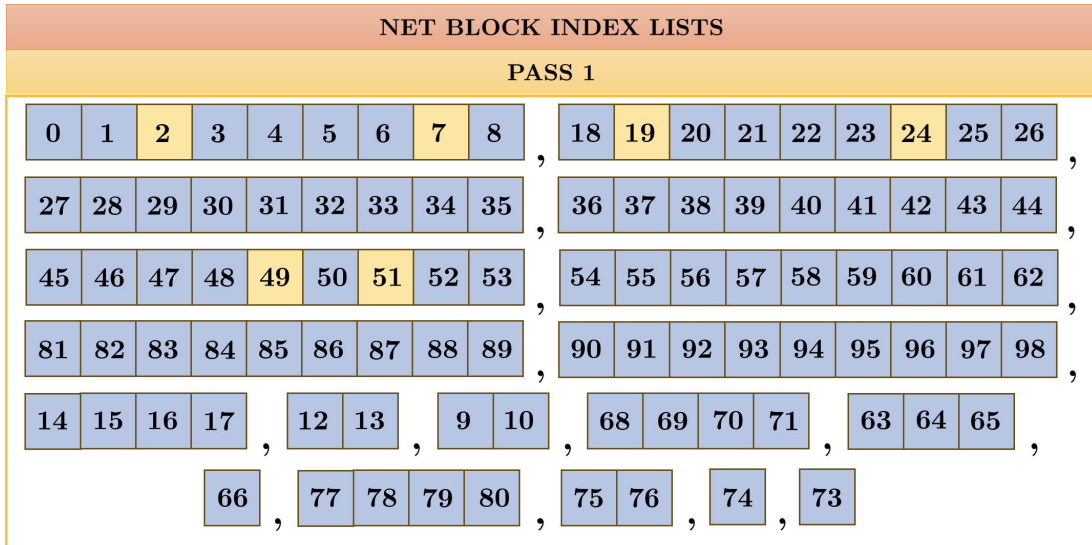 NET BLOCK INDEX LISTS
PASS 1
0 1 2 3 4 5 6 7 8 , 18 19 20 21 22 23 24 25 26 ,
27 28 29 30 31 32 33 34 35 , 36 37 38 39 40 41 42 43 44 ,
45 46 47 48 49 50 51 52 53 , 54 55 56 57 58 59 60 61 62 ,
81 82 83 84 85 86 87 88 89 , 90 91 92 93 94 95 96 97 98 ,
14 15 16 17 , 12 13 , 9 10 , 68 69 70 71 , 63 64 65 ,
66 , 77 78 79 80 , 75 76 , 74 , 73